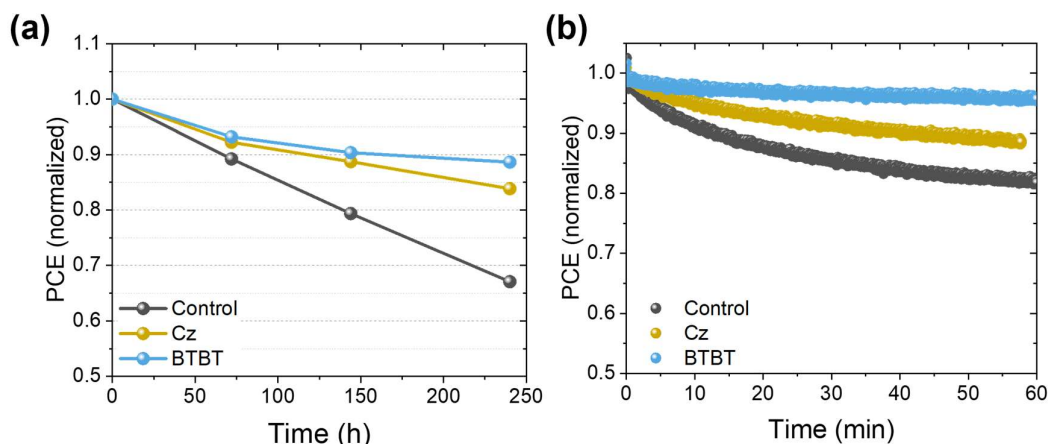 (a)
PCE (normalized)
1.1
1.0
0.9
0.8
0.7
0.6
0.5
Control
Cz
BTBT
0 50 100 150 200 250
Time (h)
(b)
PCE (normalized)
1.0
0.9
0.8
0.7
0.6
0.5
Control
Cz
BTBT
0 10 20 30 40 50 60
Time (min)